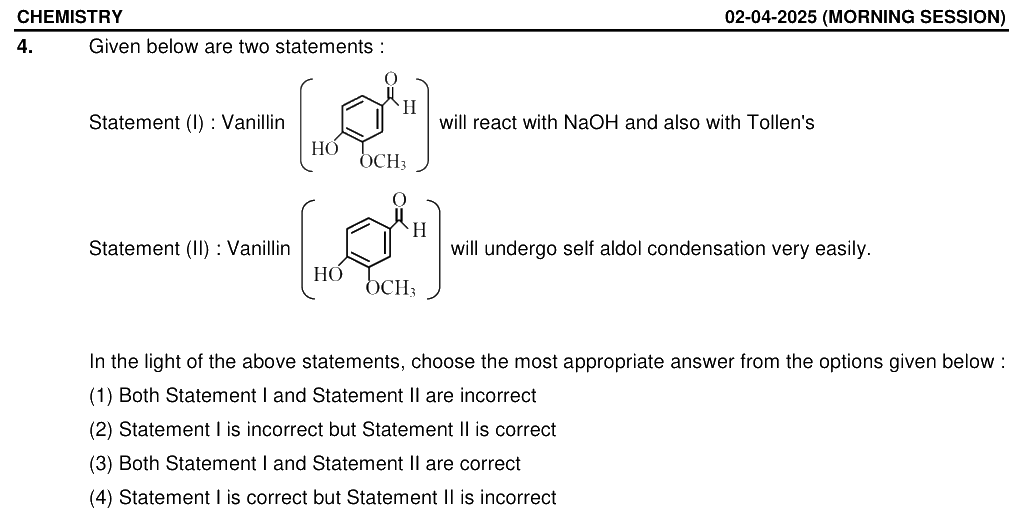 CHEMISTRY 02-04-2025 (MORNING SESSION)
4. Given below are two statements :
O
H
Statement (I) : Vanillin will react with NaOH and also with Tollen's
HO
OCH₃
O
H
Statement (II) : Vanillin will undergo self aldol condensation very easily.
HO
OCH₃
In the light of the above statements, choose the most appropriate answer from the options given below :
(1) Both Statement I and Statement II are incorrect
(2) Statement I is incorrect but Statement II is correct
(3) Both Statement I and Statement II are correct
(4) Statement I is correct but Statement II is incorrect